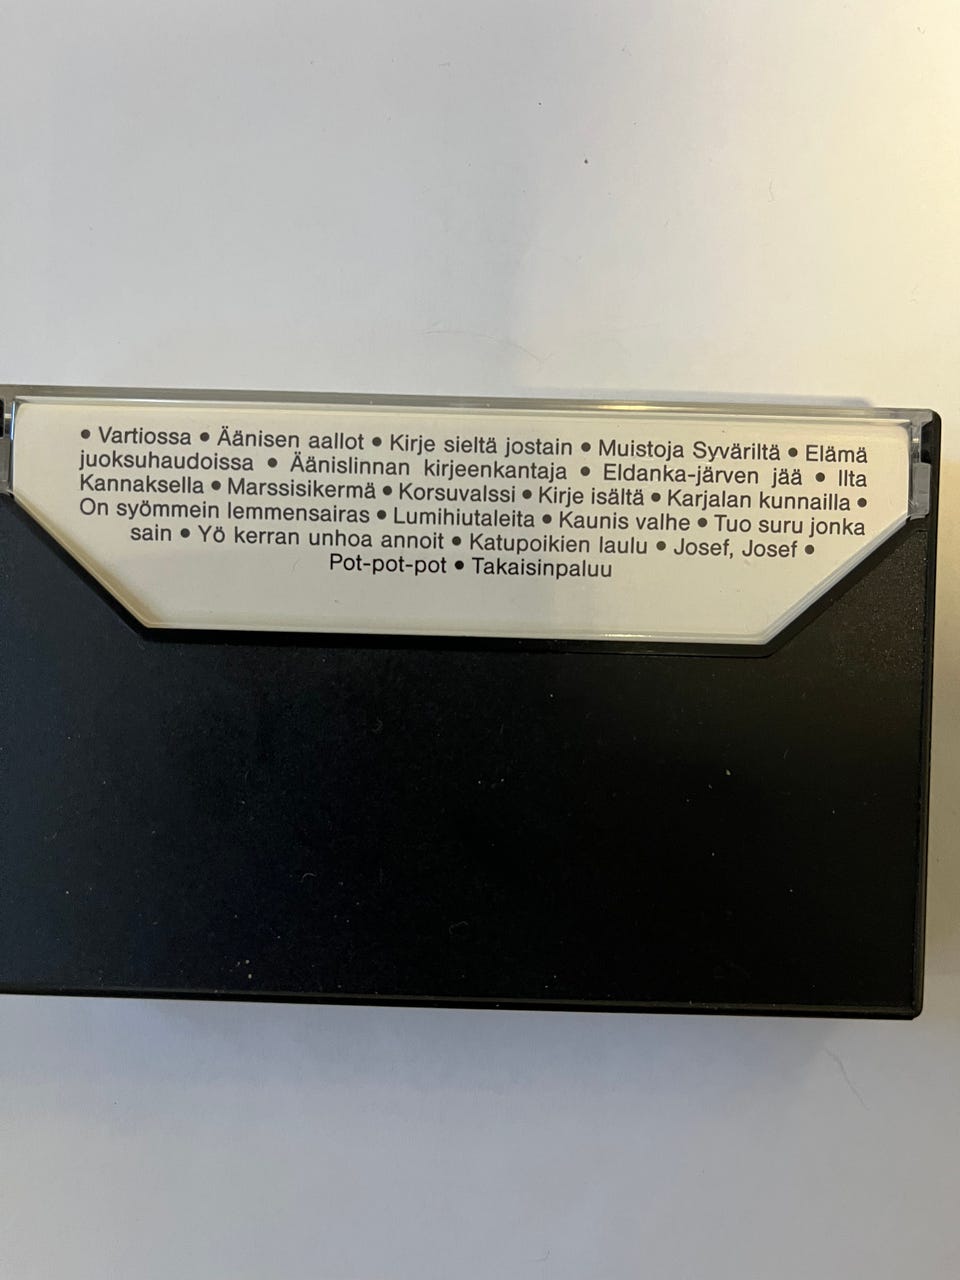 • Vartiossa • Äänisen aallot • Kirje sieltä jostain • Muistoja Syväriltä • Elämä
juoksuhaudoissa • Äänislinnan kirjeenkantaja • Eldanka-järven jää • Ilta
Kannaksella • Marssisikermä • Korsuvalssi • Kirje isältä • Karjalan kunnailla •
On syömmein lemmensairas • Lumihiutaleita • Kaunis valhe • Tuo suru jonka
sain • Yö kerran unhoa annoit • Katupoikien laulu • Josef, Josef •
Pot-pot-pot • Takaisinpaluu